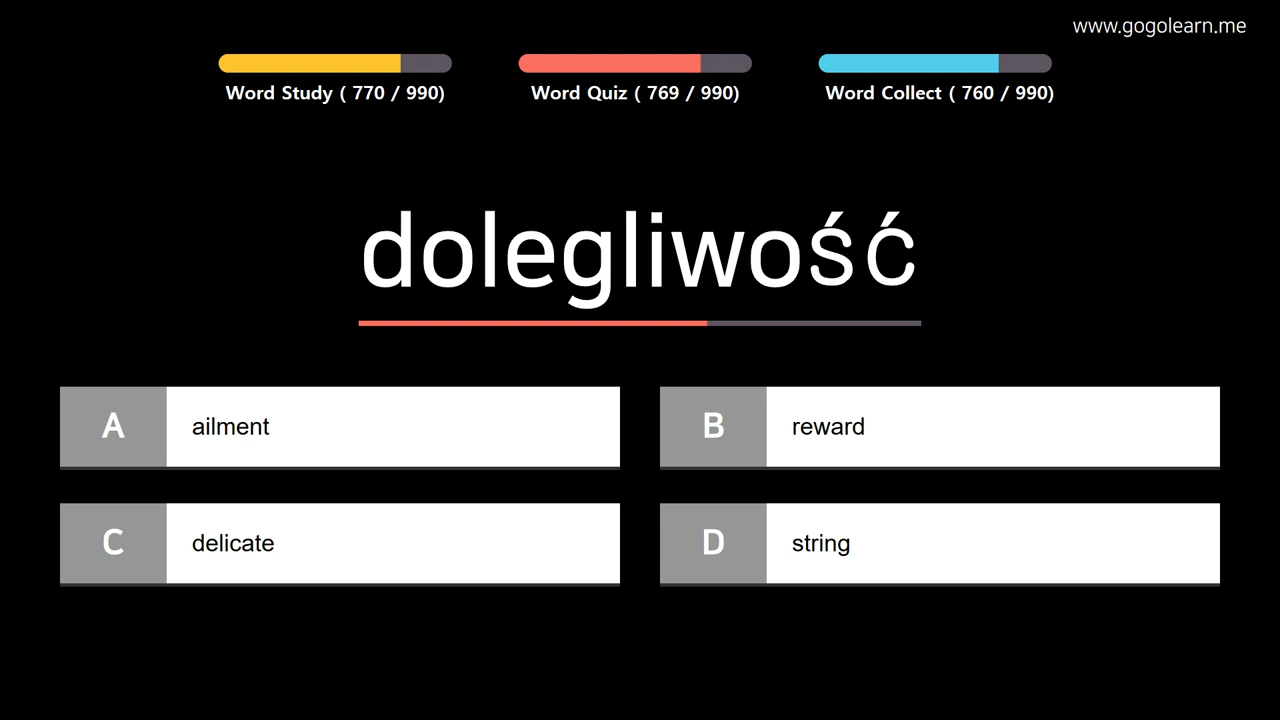 www.gogolearn.me
Word Study ( 770 / 990)
Word Quiz ( 769 / 990)
Word Collect ( 760 / 990)
dolegliwość
A ailment
B reward
C delicate
D string